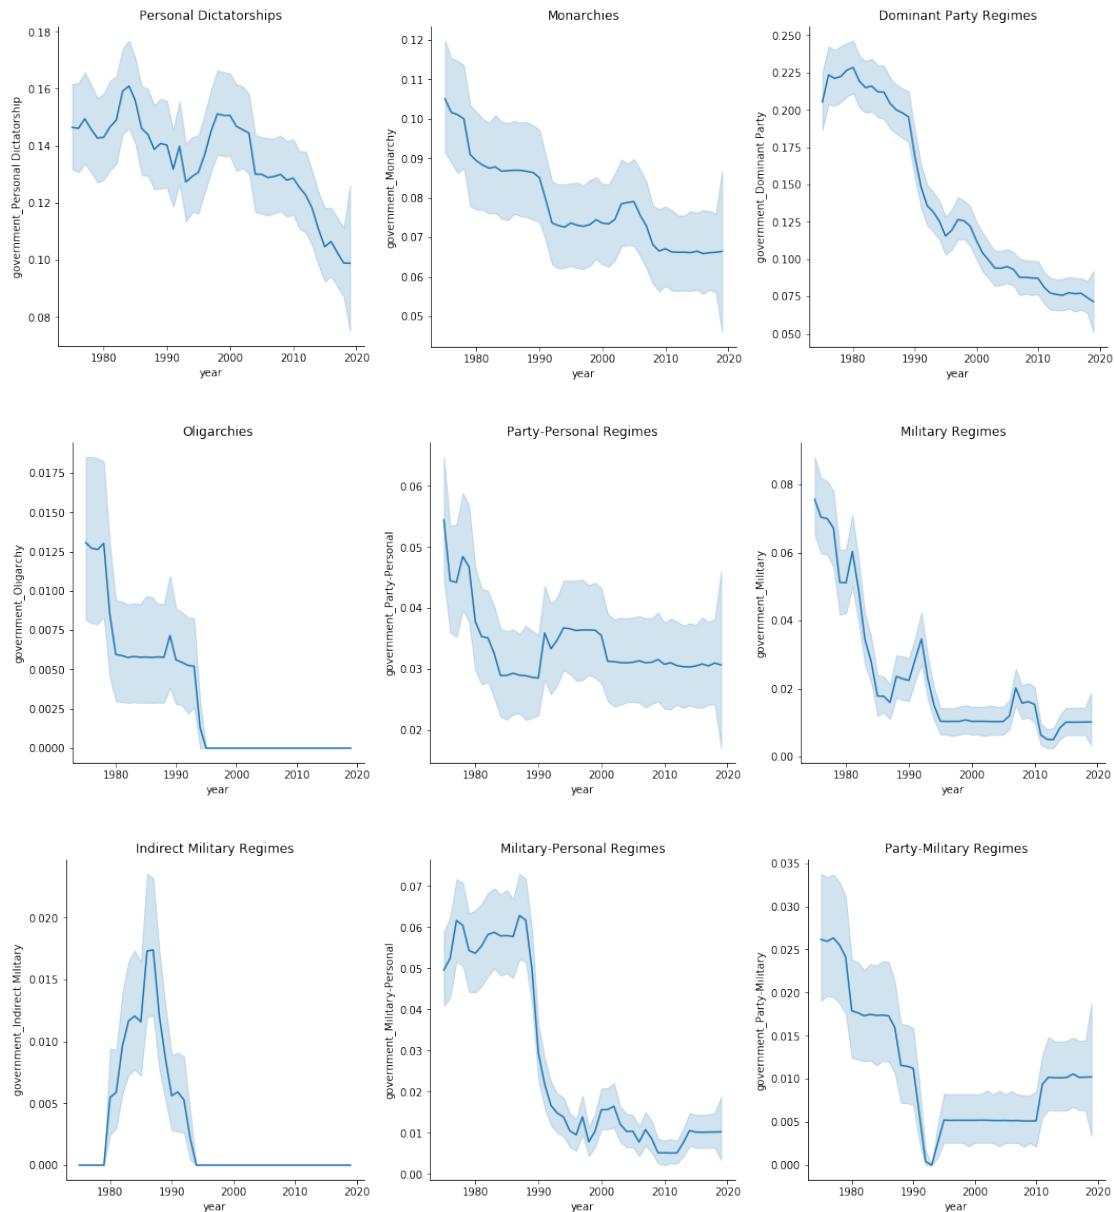 Personal Dictatorships
government_Personal Dictatorship
0.18
0.16
0.14
0.12
0.10
0.08
1980 1990 2000 2010 2020
year
Monarchies
government_Monarchy
0.12
0.11
0.10
0.09
0.08
0.07
0.06
0.05
1980 1990 2000 2010 2020
year
Dominant Party Regimes
government_Dominant Party
0.250
0.225
0.200
0.175
0.150
0.125
0.100
0.075
0.050
1980 1990 2000 2010 2020
year
Oligarchies
government_Oligarchy
0.0175
0.0150
0.0125
0.0100
0.0075
0.0050
0.0025
0.0000
1980 1990 2000 2010 2020
year
Party-Personal Regimes
government_Party-Personal
0.06
0.05
0.04
0.03
0.02
1980 1990 2000 2010 2020
year
Military Regimes
government_Military
0.08
0.06
0.04
0.02
0.00
1980 1990 2000 2010 2020
year
Indirect Military Regimes
government_Indirect Military
0.020
0.015
0.010
0.005
0.000
1980 1990 2000 2010 2020
year
Military-Personal Regimes
government_Military-Personal
0.07
0.06
0.05
0.04
0.03
0.02
0.01
0.00
1980 1990 2000 2010 2020
year
Party-Military Regimes
government_Party-Military
0.035
0.030
0.025
0.020
0.015
0.010
0.005
0.000
1980 1990 2000 2010 2020
year